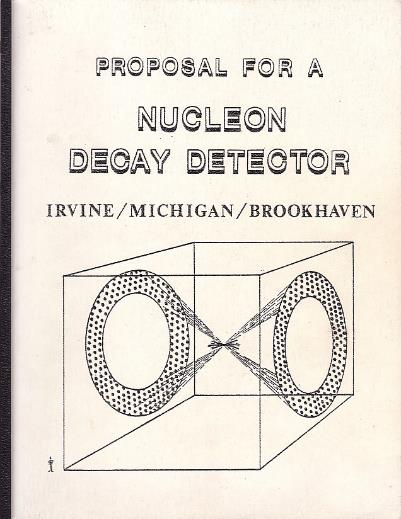 PROPOSAL FOR A
NUCLEON
DECAY DETECTOR
IRVINE/MICHIGAN/BROOKHAVEN